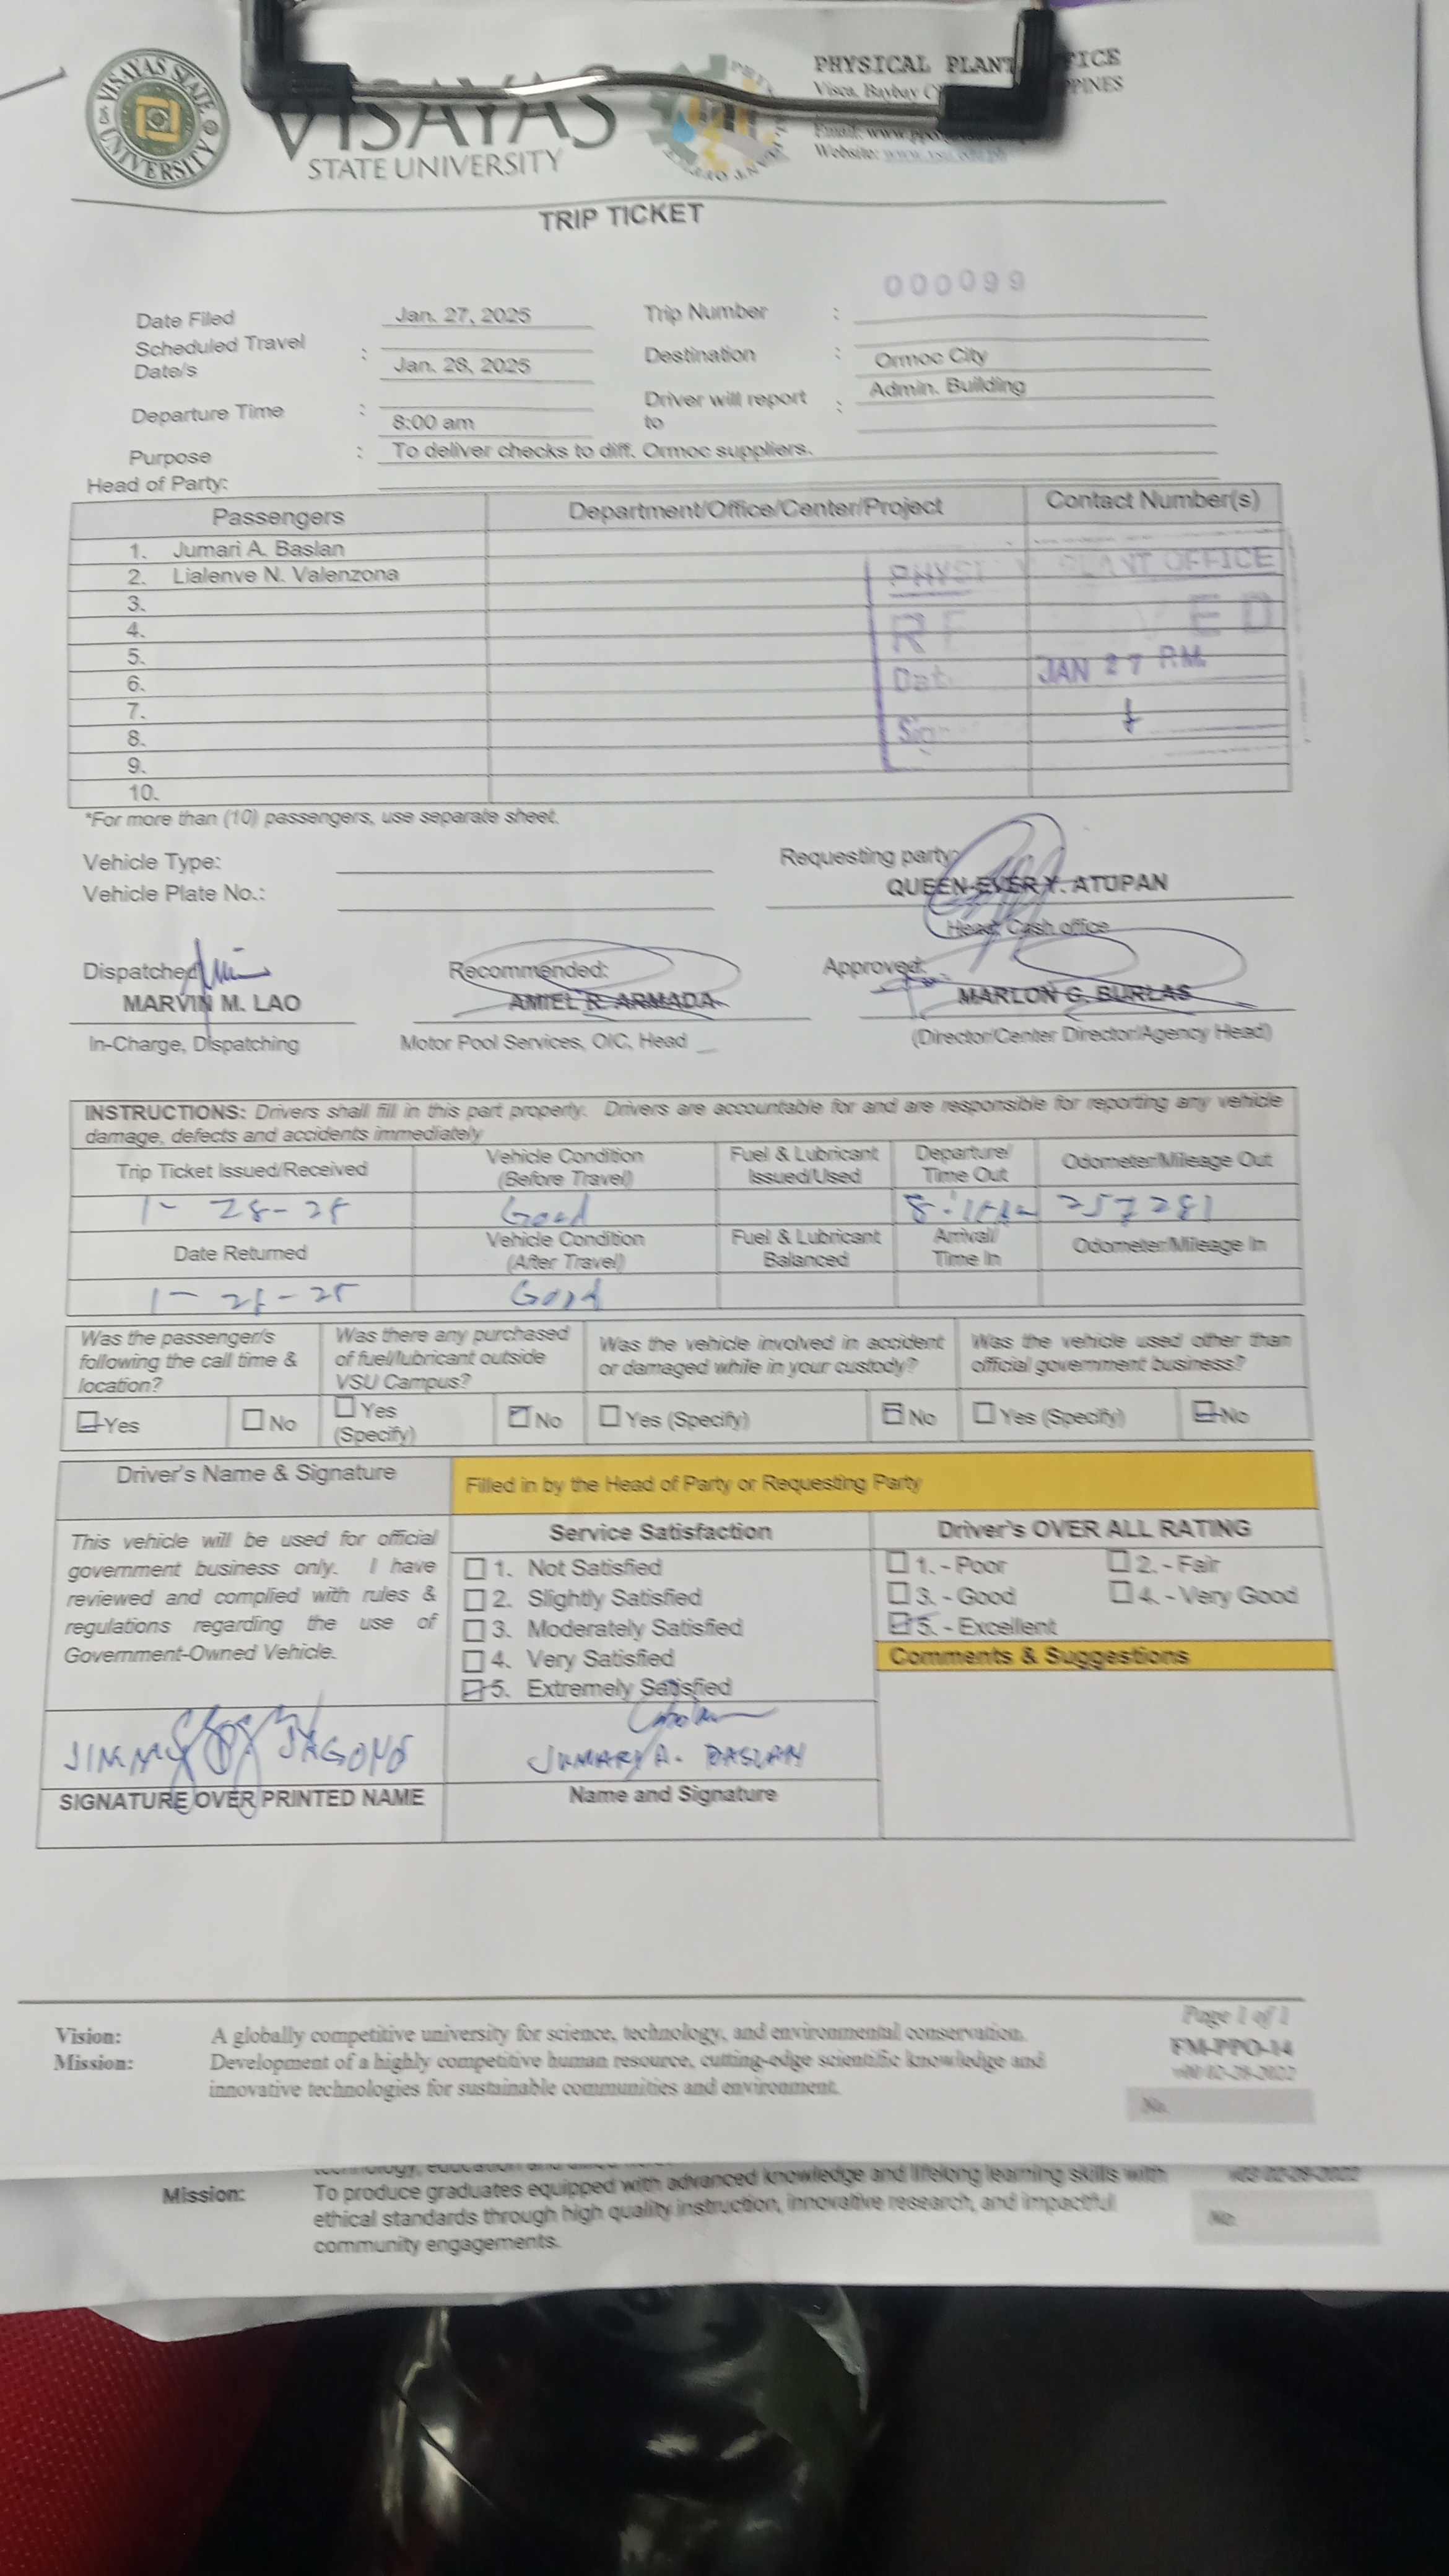 VISAYAS STATE UNIVERSITY
VISAYAS
STATE UNIVERSITY
PHYSICAL PLANT
Visca, Baybay
Website: www.vsu.edu.ph
TRIP TICKET
000099
Date Filed Jan. 27, 2025 Trip Number :
Scheduled Travel Date/s : Jan. 28, 2025 Destination : Ormoc City
Departure Time : 8:00 am Driver will report to : Admin. Building
Purpose : To deliver checks to diff. Ormoc suppliers.
Head of Party:
Passengers Department/Office/Center/Project Contact Number(s)
1. Jumari A. Baslan
2. Lialenve N. Valenzona
3.
4.
5.
6.
7.
8.
9.
10.
PLANT OFFICE
JAN 27 P.M.
*For more than (10) passengers, use separate sheet.
Vehicle Type:
Vehicle Plate No.:
Requesting party:
QUEEN-EVER Y. ATUPAN
Head, Cash office
Dispatched Recommended: Approved:
MARVIN M. LAO AMIEL R. ARMADA MARLON G. BURLAS
In-Charge, Dispatching Motor Pool Services, OIC, Head (Director/Center Director/Agency Head)
INSTRUCTIONS: Drivers shall fill in this part properly. Drivers are accountable for and are responsible for reporting any vehicle
damage, defects and accidents immediately
Trip Ticket Issued/Received Vehicle Condition (Before Travel) Fuel & Lubricant Issued/Used Departure/ Time Out Odometer/Mileage Out
1- 28-25 Good 257281
Date Returned Vehicle Condition (After Travel) Fuel & Lubricant Balanced Arrival/ Time In Odometer/Mileage In
1-28-25 Good
Was the passenger/s following the call time & location? Was there any purchased of fuel/lubricant outside VSU Campus? Was the vehicle involved in accident or damaged while in your custody? Was the vehicle used other than official government business?
Yes No Yes (Specify) No Yes (Specify) No Yes (Specify) No
Driver's Name & Signature Filled in by the Head of Party or Requesting Party
This vehicle will be used for official
government business only. I have
reviewed and complied with rules &
regulations regarding the use of
Government-Owned Vehicle.
Service Satisfaction
1. Not Satisfied
2. Slightly Satisfied
3. Moderately Satisfied
4. Very Satisfied
5. Extremely Satisfied
Driver's OVER ALL RATING
1. - Poor 2. - Fair
3. - Good 4. - Very Good
5. - Excellent
Comments & Suggestions
JUMARI A. BASLAN
SIGNATURE OVER PRINTED NAME Name and Signature
Page 1 of 1
FM-PPO-14
v00 02-28-2022
No.
Vision: A globally competitive university for science, technology, and environmental conservation.
Mission: Development of a highly competitive human resource, cutting-edge scientific knowledge and
innovative technologies for sustainable communities and environment.
Mission: To produce graduates equipped with advanced knowledge and lifelong learning skills with
ethical standards through high quality instruction, innovative research, and impactful
community engagements.
No.